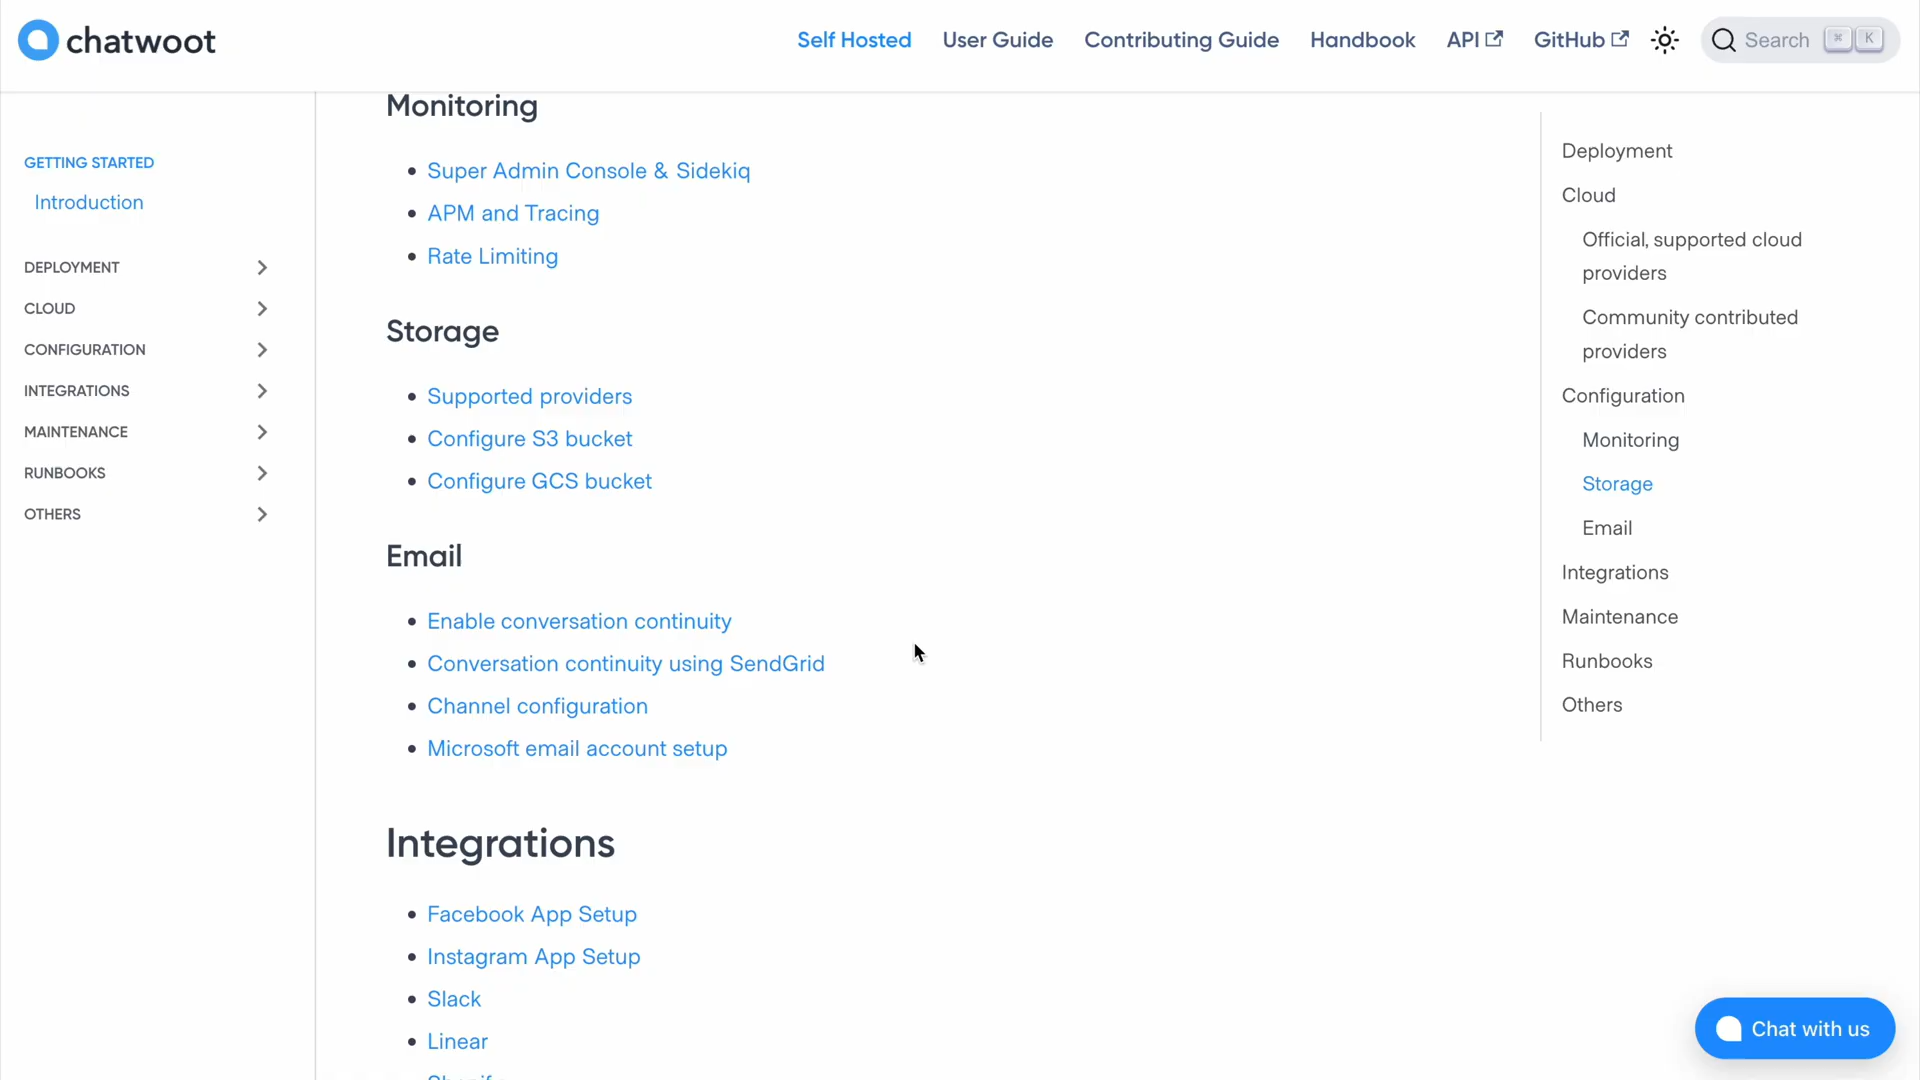 chatwoot
Self Hosted
User Guide
Contributing Guide
Handbook
API
GitHub
Search
⌘ K
GETTING STARTED
Introduction
DEPLOYMENT
CLOUD
CONFIGURATION
INTEGRATIONS
MAINTENANCE
RUNBOOKS
OTHERS
Monitoring
Super Admin Console & Sidekiq
APM and Tracing
Rate Limiting
Storage
Supported providers
Configure S3 bucket
Configure GCS bucket
Email
Enable conversation continuity
Conversation continuity using SendGrid
Channel configuration
Microsoft email account setup
Integrations
Facebook App Setup
Instagram App Setup
Slack
Linear
Deployment
Cloud
Official, supported cloud
providers
Community contributed
providers
Configuration
Monitoring
Storage
Email
Integrations
Maintenance
Runbooks
Others
Chat with us